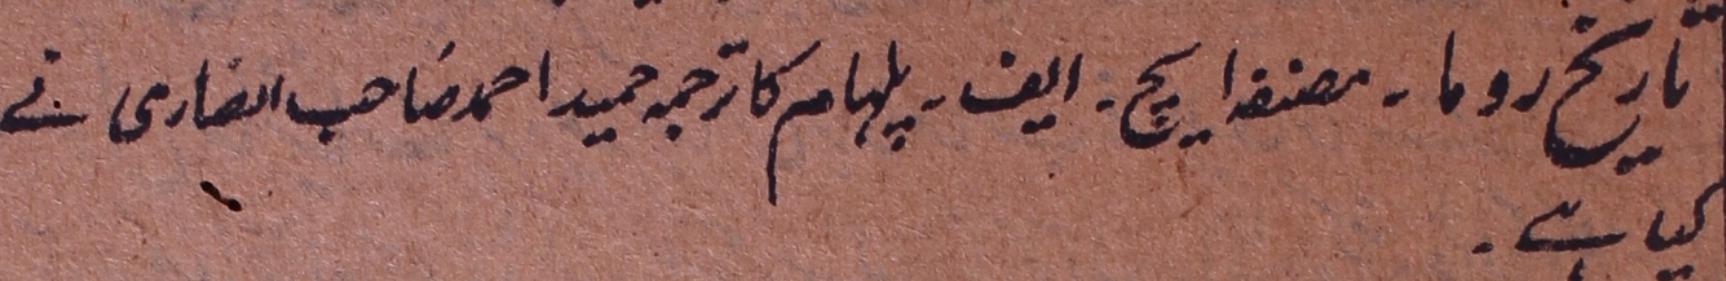 تاریخ روما ۔ مصنفہ ایچ ۔ ایف ۔ پلہام کا ترجمہ حمید احمد صاحب انصاری نے
کیا ہے ۔